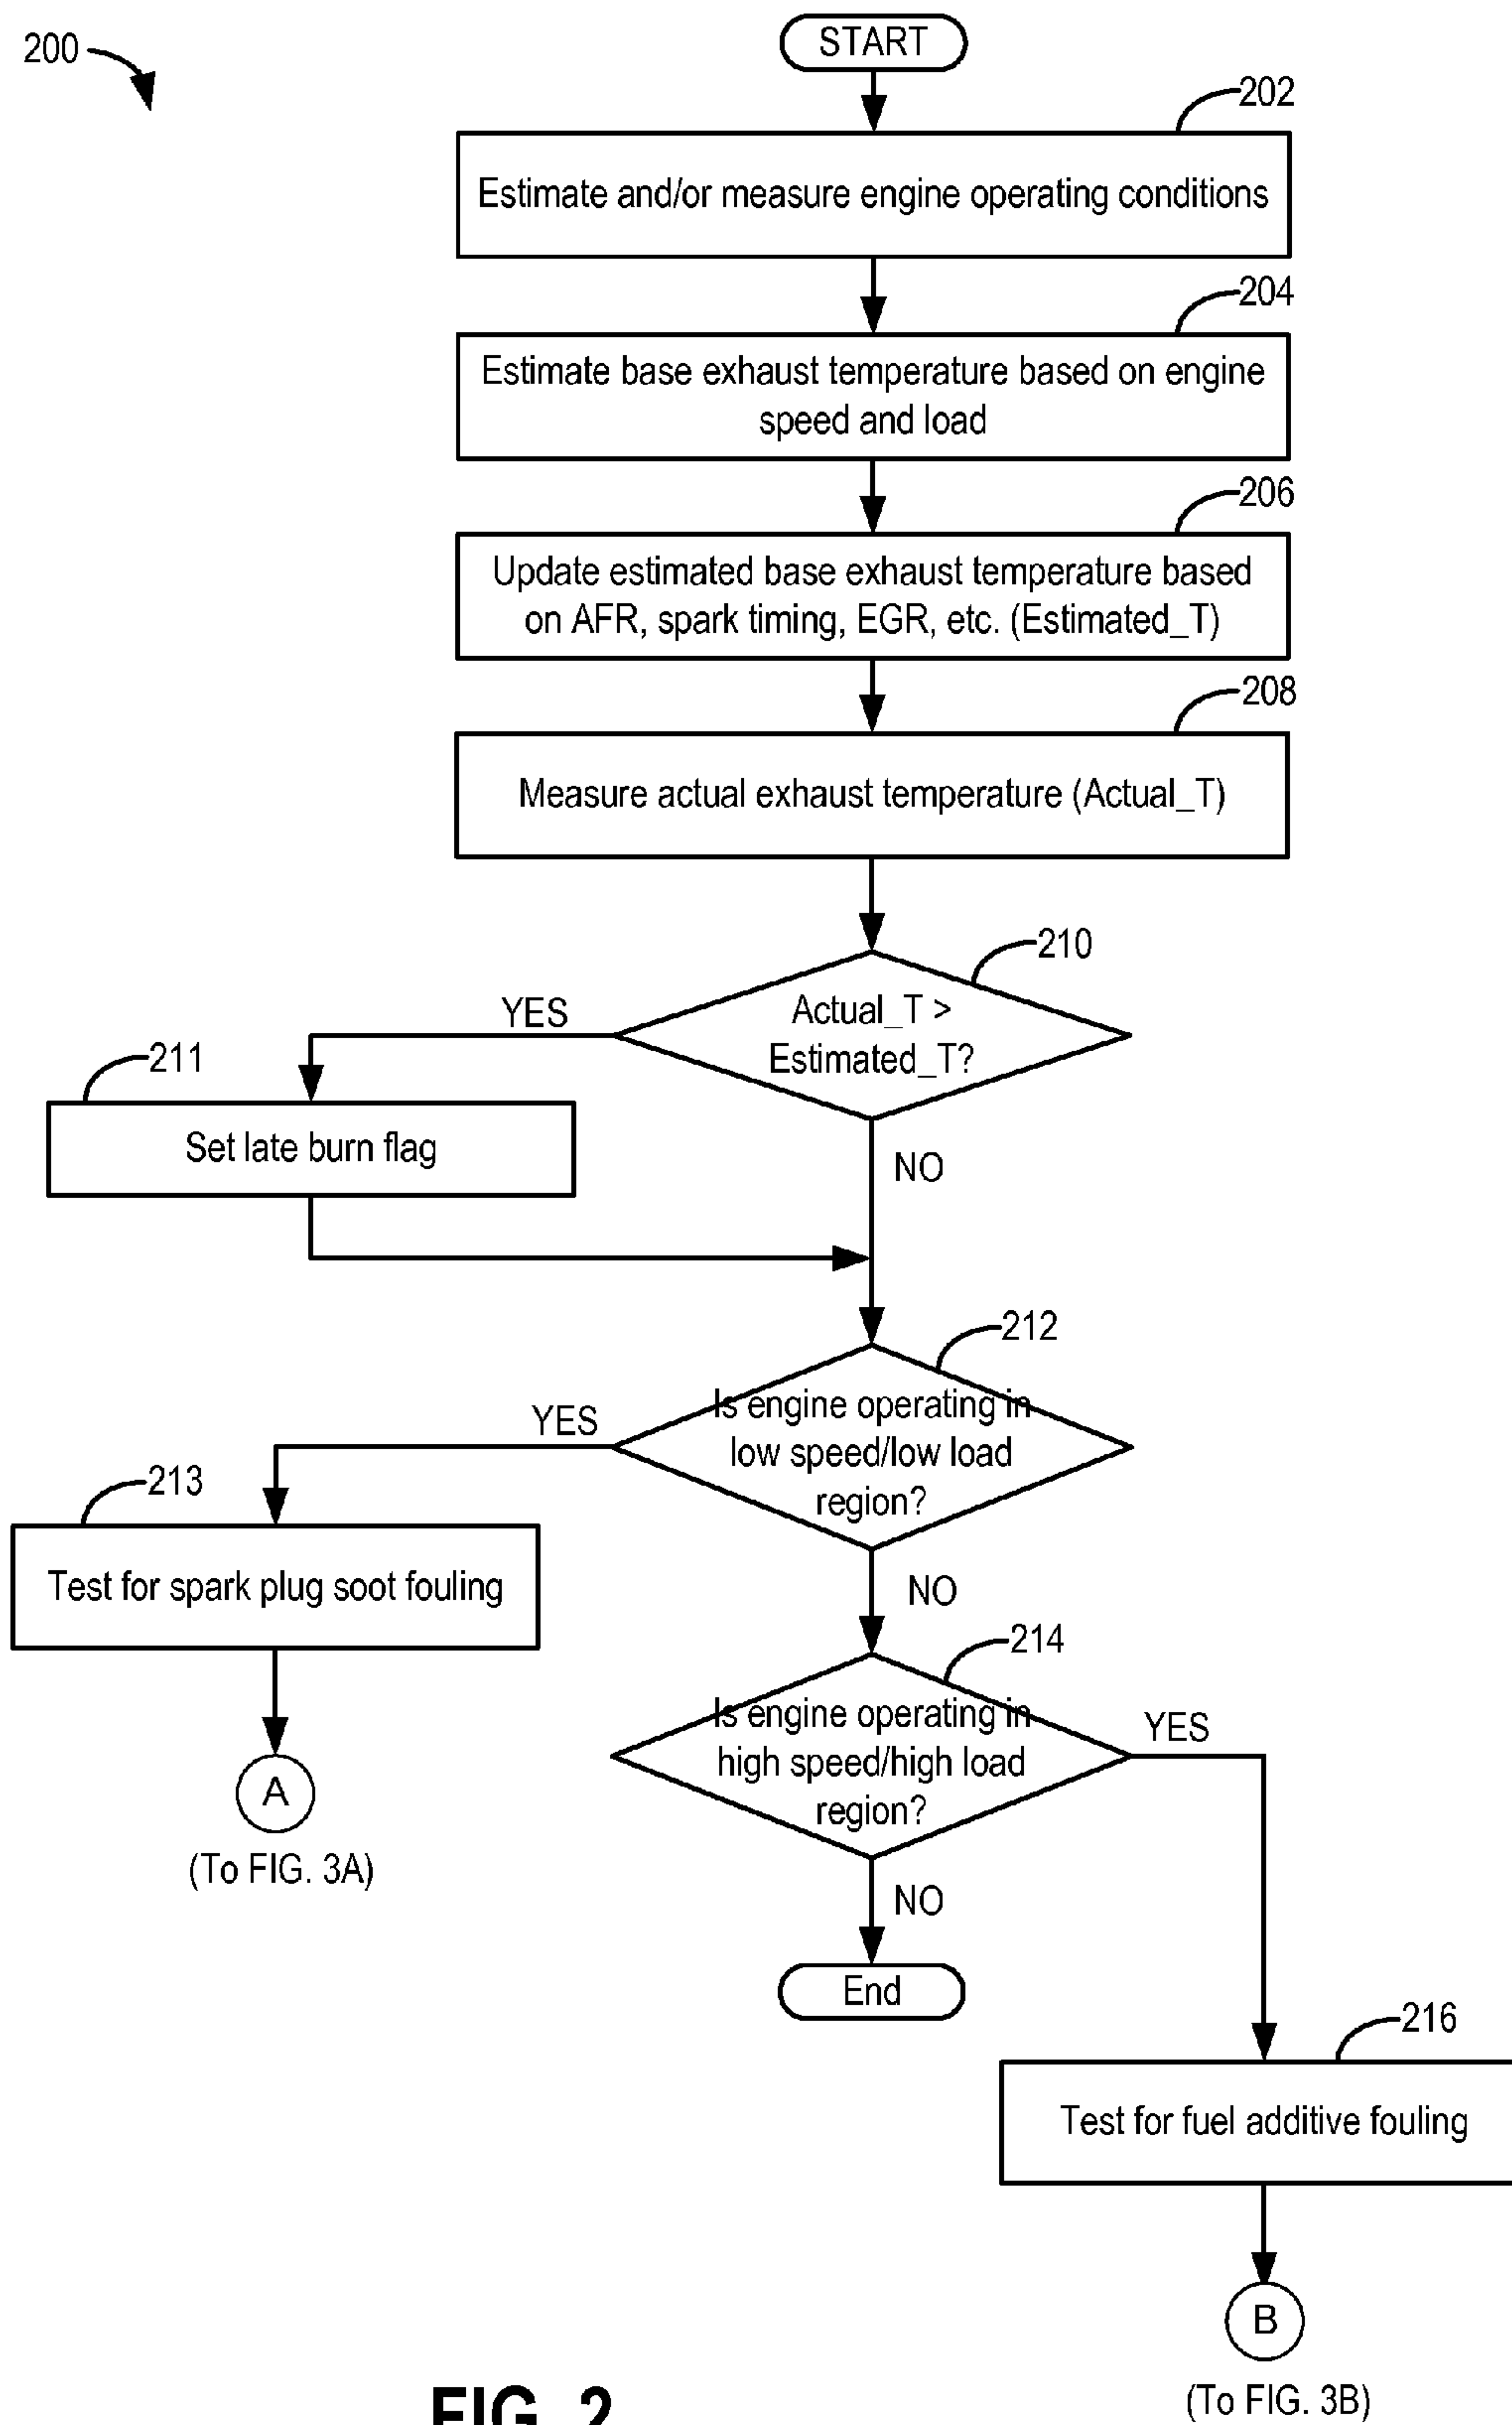 200
START
202
Estimate and/or measure engine operating conditions
204
Estimate base exhaust temperature based on engine
speed and load
206
Update estimated base exhaust temperature based
on AFR, spark timing, EGR, etc. (Estimated_T)
208
Measure actual exhaust temperature (Actual_T)
210
Actual_T >
Estimated_T?
YES
211
Set late burn flag
NO
212
Is engine operating in
low speed/low load
region?
YES
213
Test for spark plug soot fouling
NO
214
Is engine operating in
high speed/high load
region?
YES
A
(To FIG. 3A)
NO
End
216
Test for fuel additive fouling
B
(To FIG. 3B)
FIG. 2